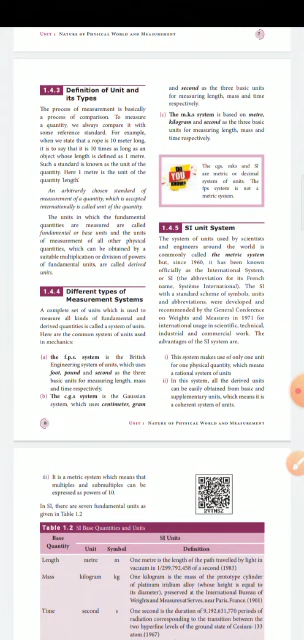 UNIT 1 NATURE OF PHYSICAL WORLD AND MEASUREMENT
7
1.4.3 Definition of Unit and
its Types
The process of measurement is basically
a process of comparison. To measure
a quantity, we always compare it with
some reference standard. For example,
when we state that a rope is 10 meter long,
it is to say that it is 10 times as long as an
object whose length is defined as 1 metre.
Such a standard is known as the unit of the
quantity. Here 1 metre is the unit of the
quantity 'length'.
An arbitrarily chosen standard of
measurement of a quantity, which is accepted
internationally is called unit of the quantity.
The units in which the fundamental
quantities are measured are called
fundamental or base units and the units
of measurement of all other physical
quantities, which can be obtained by a
suitable multiplication or division of powers
of fundamental units, are called derived
units.
1.4.4 Different types of
Measurement Systems
A complete set of units which is used to
measure all kinds of fundamental and
derived quantities is called a system of units.
Here are the common system of units used
in mechanics:
(a) the f.p.s. system is the British
Engineering system of units, which uses
foot, pound and second as the three
basic units for measuring length, mass
and time respectively.
(b) The c.g.s system is the Gaussian
system, which uses centimeter, gram
and second as the three basic units
for measuring length, mass and time
respectively.
(c) The m.k.s system is based on metre,
kilogram and second as the three basic
units for measuring length, mass and
time respectively.
DO
YOU
KNOW?
The cgs, mks and SI
are metric or decimal
system of units. The
fps system is not a
metric system.
1.4.5 SI unit System
The system of units used by scientists
and engineers around the world is
commonly called the metric system
but, since 1960, it has been known
officially as the International System,
or SI (the abbreviation for its French
name, Système International). The SI
with a standard scheme of symbols, units
and abbreviations, were developed and
recommended by the General Conference
on Weights and Measures in 1971 for
international usage in scientific, technical,
industrial and commercial work. The
advantages of the SI system are,
i) This system makes use of only one unit
for one physical quantity, which means
a rational system of units
ii) In this system, all the derived units
can be easily obtained from basic and
supplementary units, which means it is
a coherent system of units.
8
UNIT 1 NATURE OF PHYSICAL WORLD AND MEASUREMENT
iii) It is a metric system which means that
multiples and submultiples can be
expressed as powers of 10.
In SI, there are seven fundamental units as
given in Table 1.2
Table 1.2 SI Base Quantities and Units
Base
Quantity
SI Units
Unit Symbol Definition
Length metre m One metre is the length of the path travelled by light in
vacuum in 1/299,792,458 of a second (1983)
Mass kilogram kg One kilogram is the mass of the prototype cylinder
of platinum iridium alloy (whose height is equal to
its diameter), preserved at the International Bureau of
Weights and Measures at Serves, near Paris, France. (1901)
Time second s One second is the duration of 9,192,631,770 periods of
radiation corresponding to the transition between the
two hyperfine levels of the ground state of Cesium-133
atom.(1967)